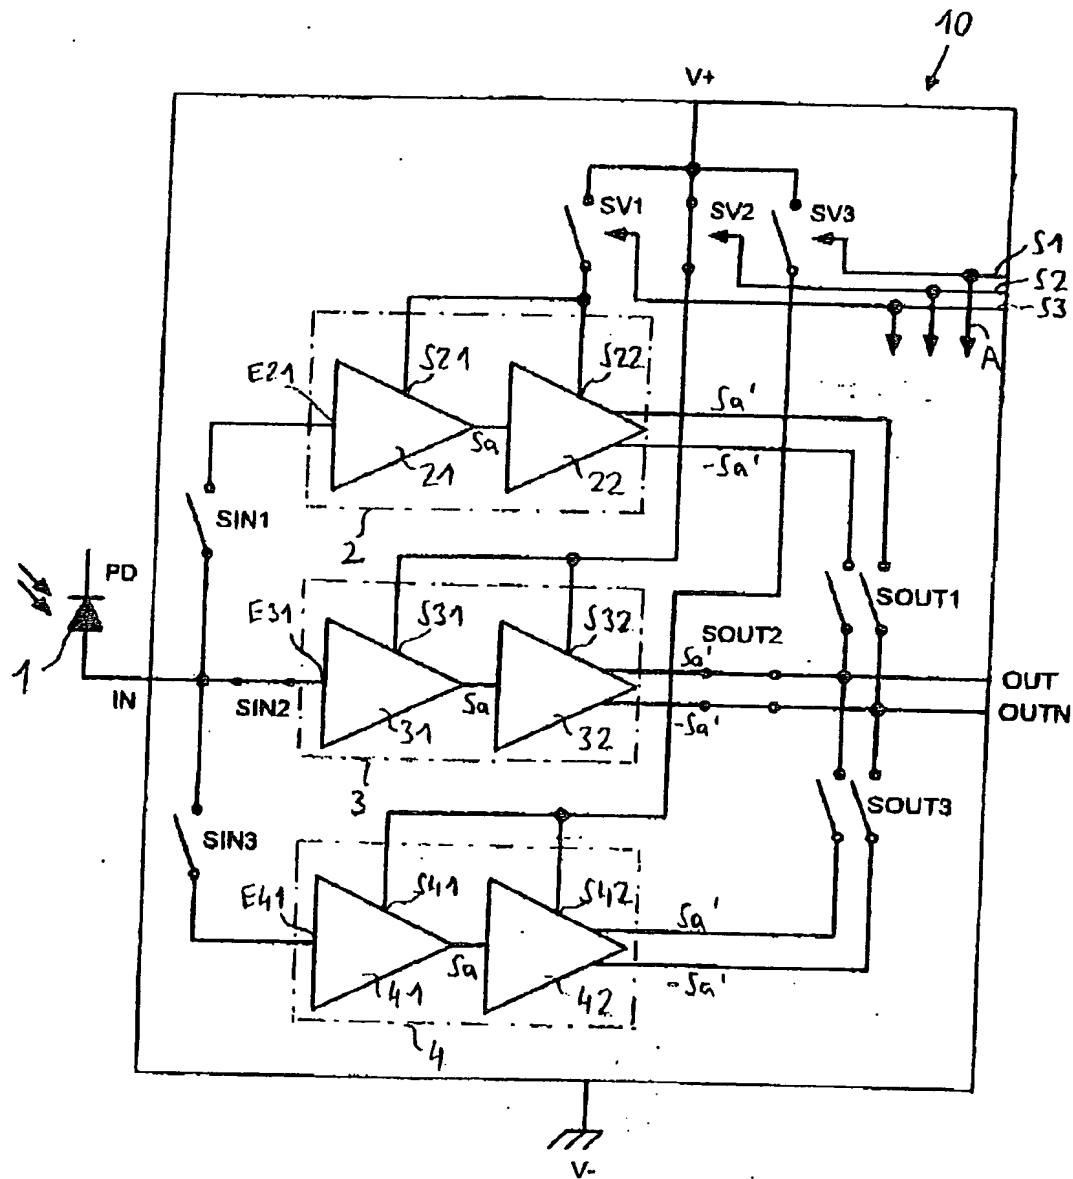 10
V+
SV1
SV2
SV3
S1
S2
S3
A
E21
S21
S22
Sa'
Sa
-Sa'
21
22
SIN1
2
PD
1
IN
E31
S31
S32
SOUT1
SOUT2
Sa'
SIN2
Sa
-Sa'
OUT
OUTN
31
32
3
SIN3
SOUT3
E41
S41
S42
Sa'
Sa
-Sa'
41
42
4
V-